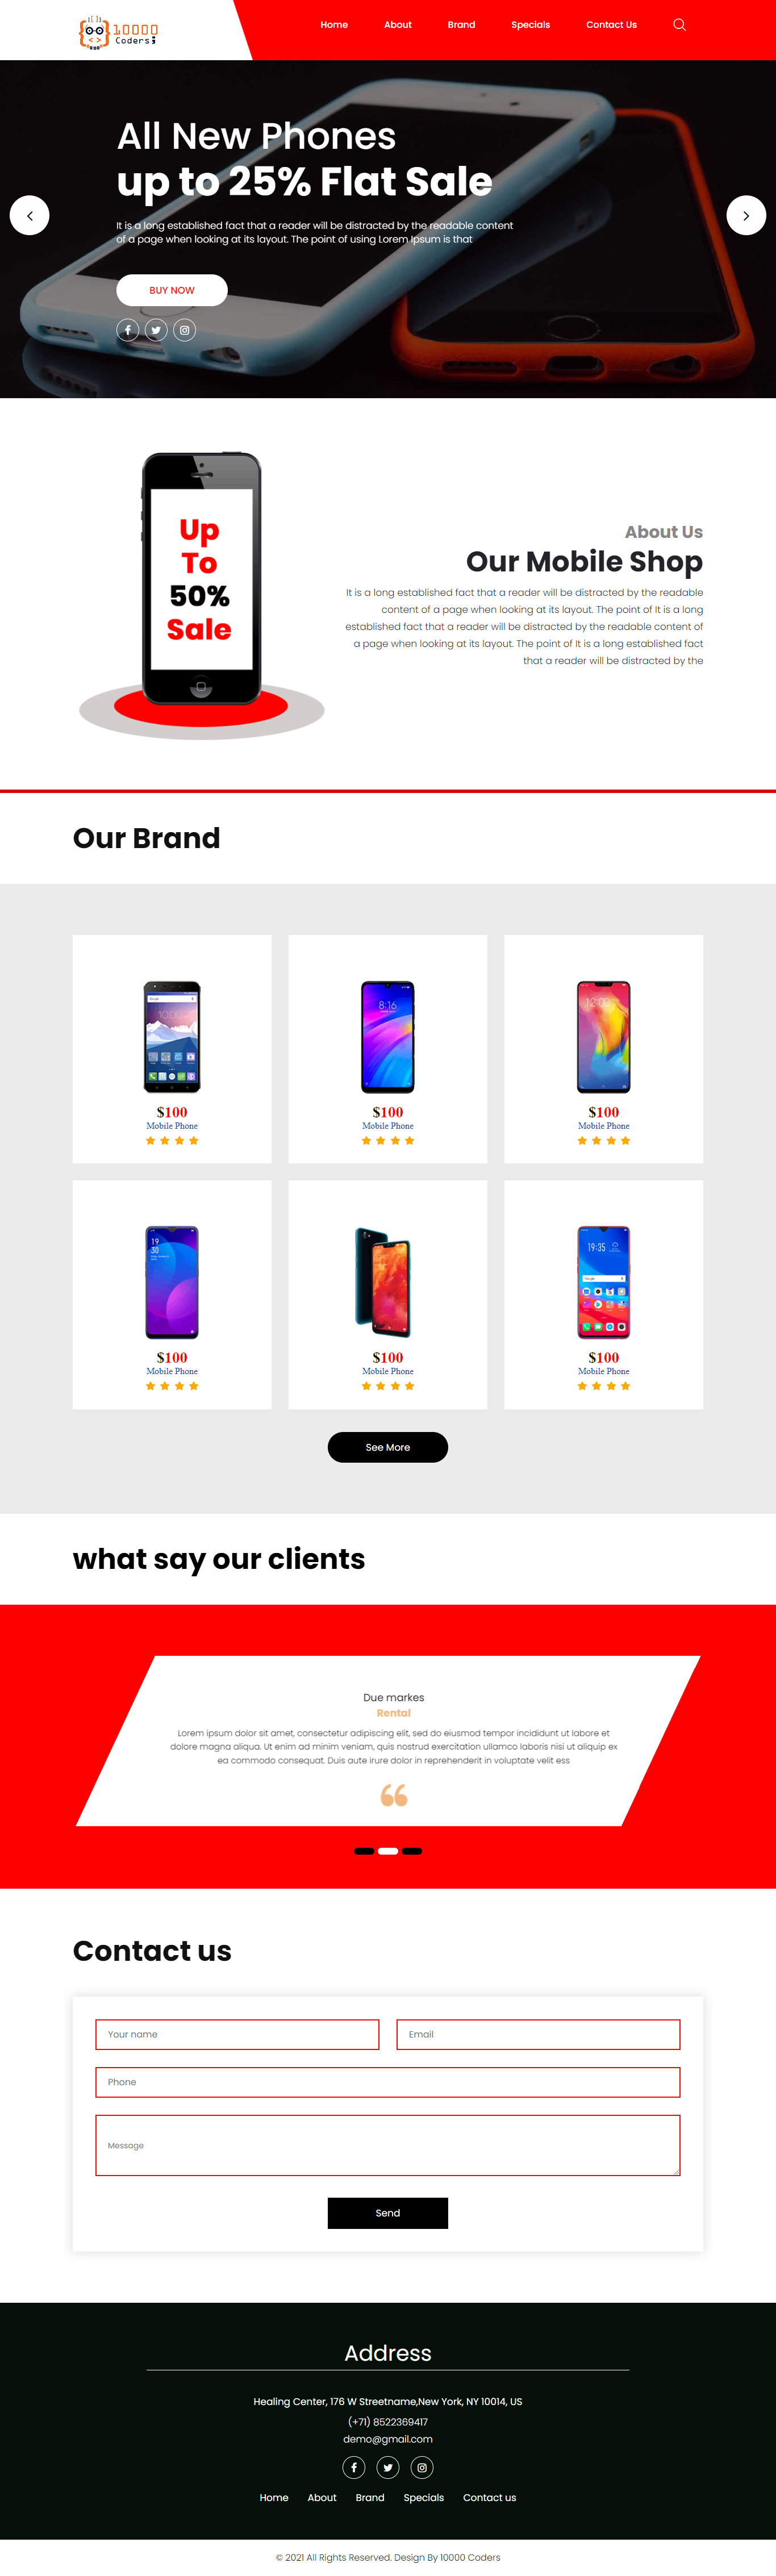 10000
Coders;
Home About Brand Specials Contact Us
All New Phones
up to 25% Flat Sale
It is a long established fact that a reader will be distracted by the readable content
of a page when looking at its layout. The point of using Lorem Ipsum is that
BUY NOW
Up
To
50%
Sale
About Us
Our Mobile Shop
It is a long established fact that a reader will be distracted by the readable
content of a page when looking at its layout. The point of It is a long
established fact that a reader will be distracted by the readable content of
a page when looking at its layout. The point of It is a long established fact
that a reader will be distracted by the
Our Brand
10:00
Google
8:16
12:00
$100 $100 $100
Mobile Phone Mobile Phone Mobile Phone
19
30
19:35
Google
$100 $100 $100
Mobile Phone Mobile Phone Mobile Phone
See More
what say our clients
Due markes
Rental
Lorem ipsum dolor sit amet, consectetur adipiscing elit, sed do eiusmod tempor incididunt ut labore et
dolore magna aliqua. Ut enim ad minim veniam, quis nostrud exercitation ullamco laboris nisi ut aliquip ex
ea commodo consequat. Duis aute irure dolor in reprehenderit in voluptate velit ess
Contact us
Your name Email
Phone
Message
Send
Address
Healing Center, 176 W Streetname,New York, NY 10014, US
(+71) 8522369417
demo@gmail.com
Home About Brand Specials Contact us
© 2021 All Rights Reserved. Design By 10000 Coders